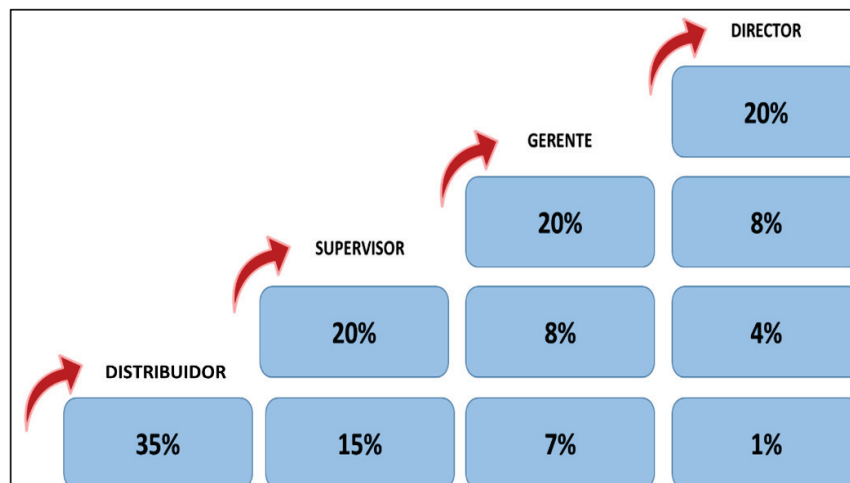 DIRECTOR
20%
GERENTE
20% 8%
SUPERVISOR
20% 8% 4%
DISTRIBUIDOR
35% 15% 7% 1%